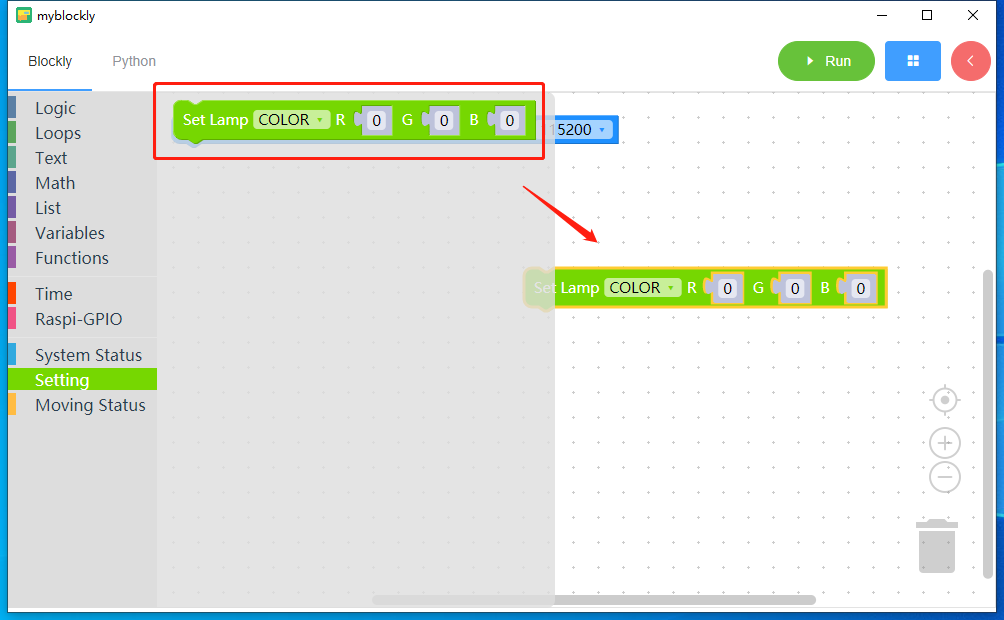 myblockly
Blockly Python Run
Set Lamp COLOR R 0 G 0 B 0
15200
Logic
Loops
Text
Math
List
Variables
Functions
Time
Raspi-GPIO
System Status
Setting
Moving Status
Set Lamp COLOR R 0 G 0 B 0